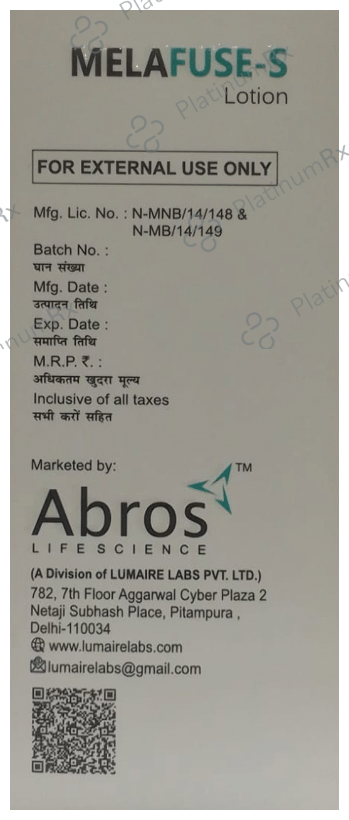 MELAFUSE-S
Lotion
FOR EXTERNAL USE ONLY
Mfg. Lic. No. : N-MNB/14/148 &
N-MB/14/149
Batch No. :
घान संख्या
Mfg. Date :
उत्पादन तिथि
Exp. Date :
समाप्ति तिथि
M.R.P. ₹. :
अधिकतम खुदरा मूल्य
Inclusive of all taxes
सभी करों सहित
Marketed by:
Abros TM
LIFESCIENCE
(A Division of LUMAIRE LABS PVT. LTD.)
782, 7th Floor Aggarwal Cyber Plaza 2
Netaji Subhash Place, Pitampura ,
Delhi-110034
www.lumairelabs.com
lumairelabs@gmail.com
PlatinumRx
PlatinumRx
PlatinumRx